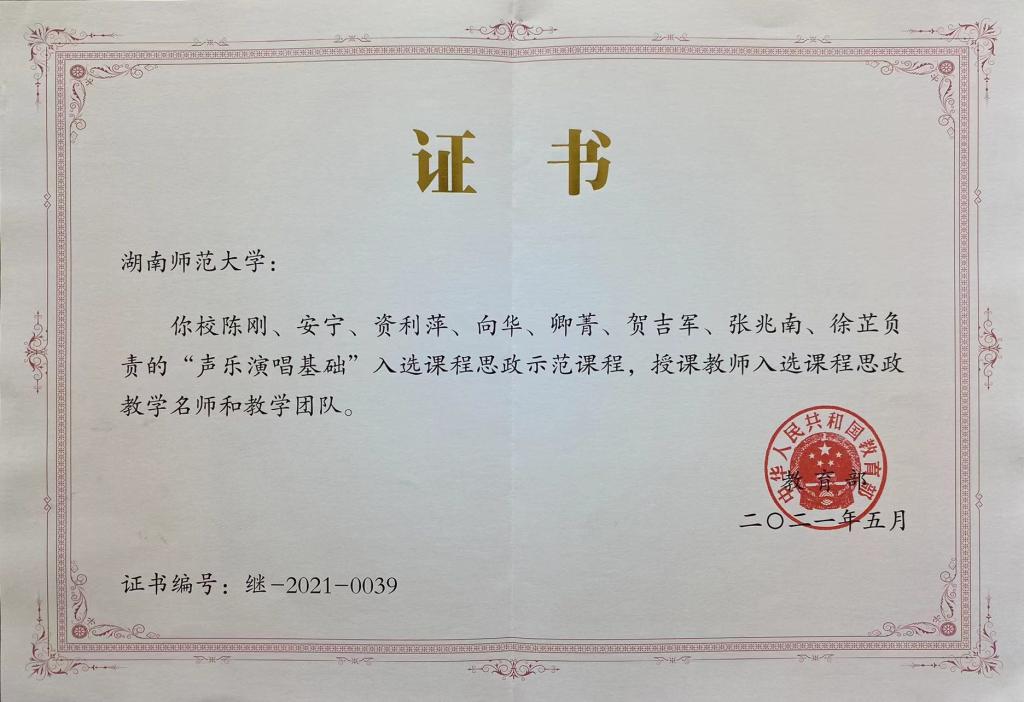 证 书
湖南师范大学：
你校陈刚、安宁、资利萍、向华、卿菁、贺吉军、张兆南、徐芷负
责的“声乐演唱基础”入选课程思政示范课程，授课教师入选课程思政
教学名师和教学团队。
中华人民共和国教育部
教育部
二〇二一年五月
证书编号：继-2021-0039